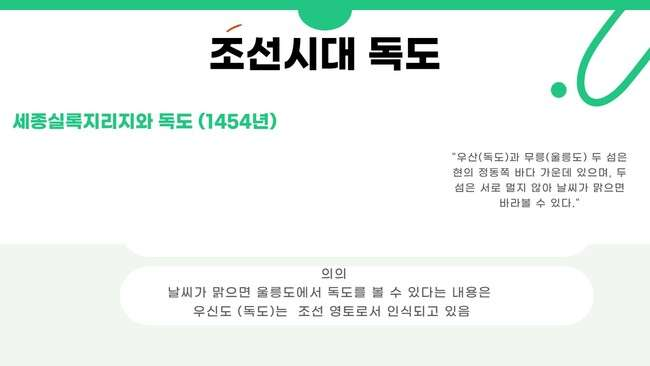 조선시대 독도
세종실록지리지와 독도 (1454년)
"우산(독도)과 무릉(울릉도) 두 섬은
현의 정동쪽 바다 가운데 있으며, 두
섬은 서로 멀지 않아 날씨가 맑으면
바라볼 수 있다."
의의
날씨가 맑으면 울릉도에서 독도를 볼 수 있다는 내용은
우신도 (독도)는 조선 영토로서 인식되고 있음